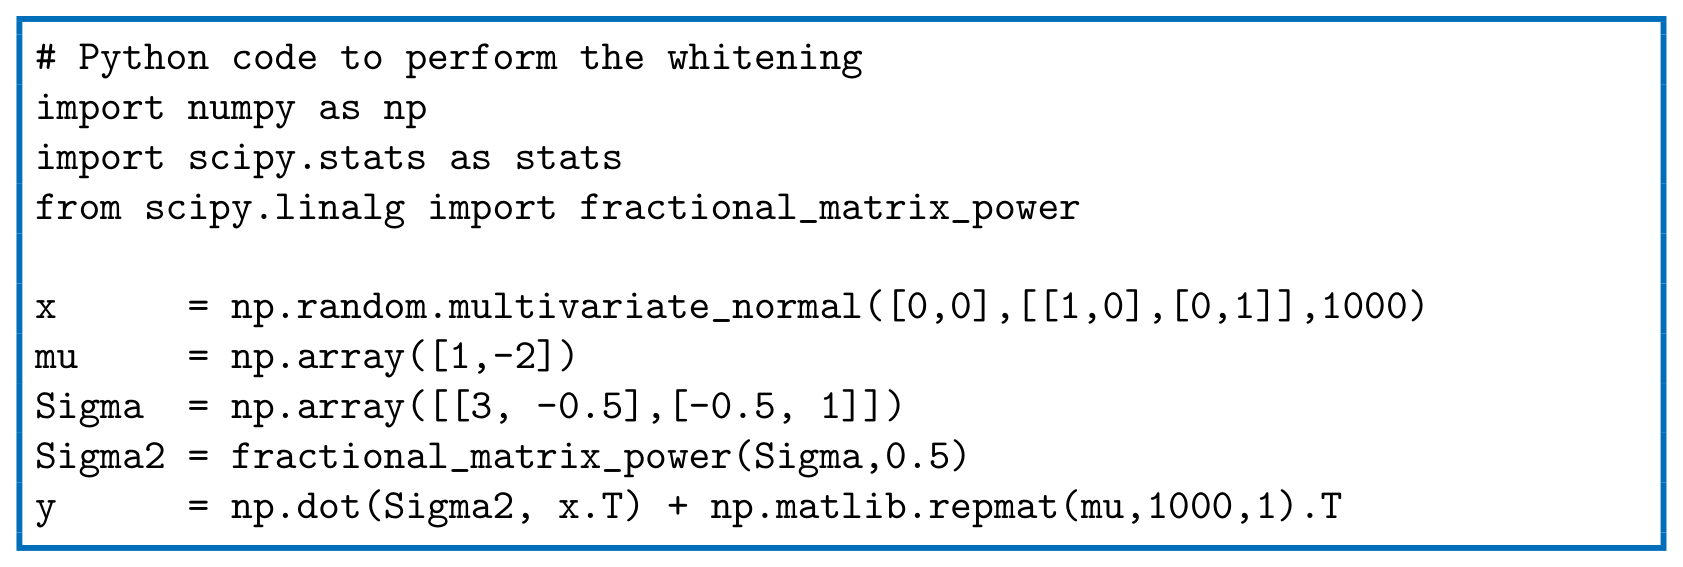 # Python code to perform the whitening
import numpy as np
import scipy.stats as stats
from scipy.linalg import fractional_matrix_power

x      = np.random.multivariate_normal([0,0],[[1,0],[0,1]],1000)
mu     = np.array([1,-2])
Sigma  = np.array([[3, -0.5],[-0.5, 1]])
Sigma2 = fractional_matrix_power(Sigma,0.5)
y      = np.dot(Sigma2, x.T) + np.matlib.repmat(mu,1000,1).T